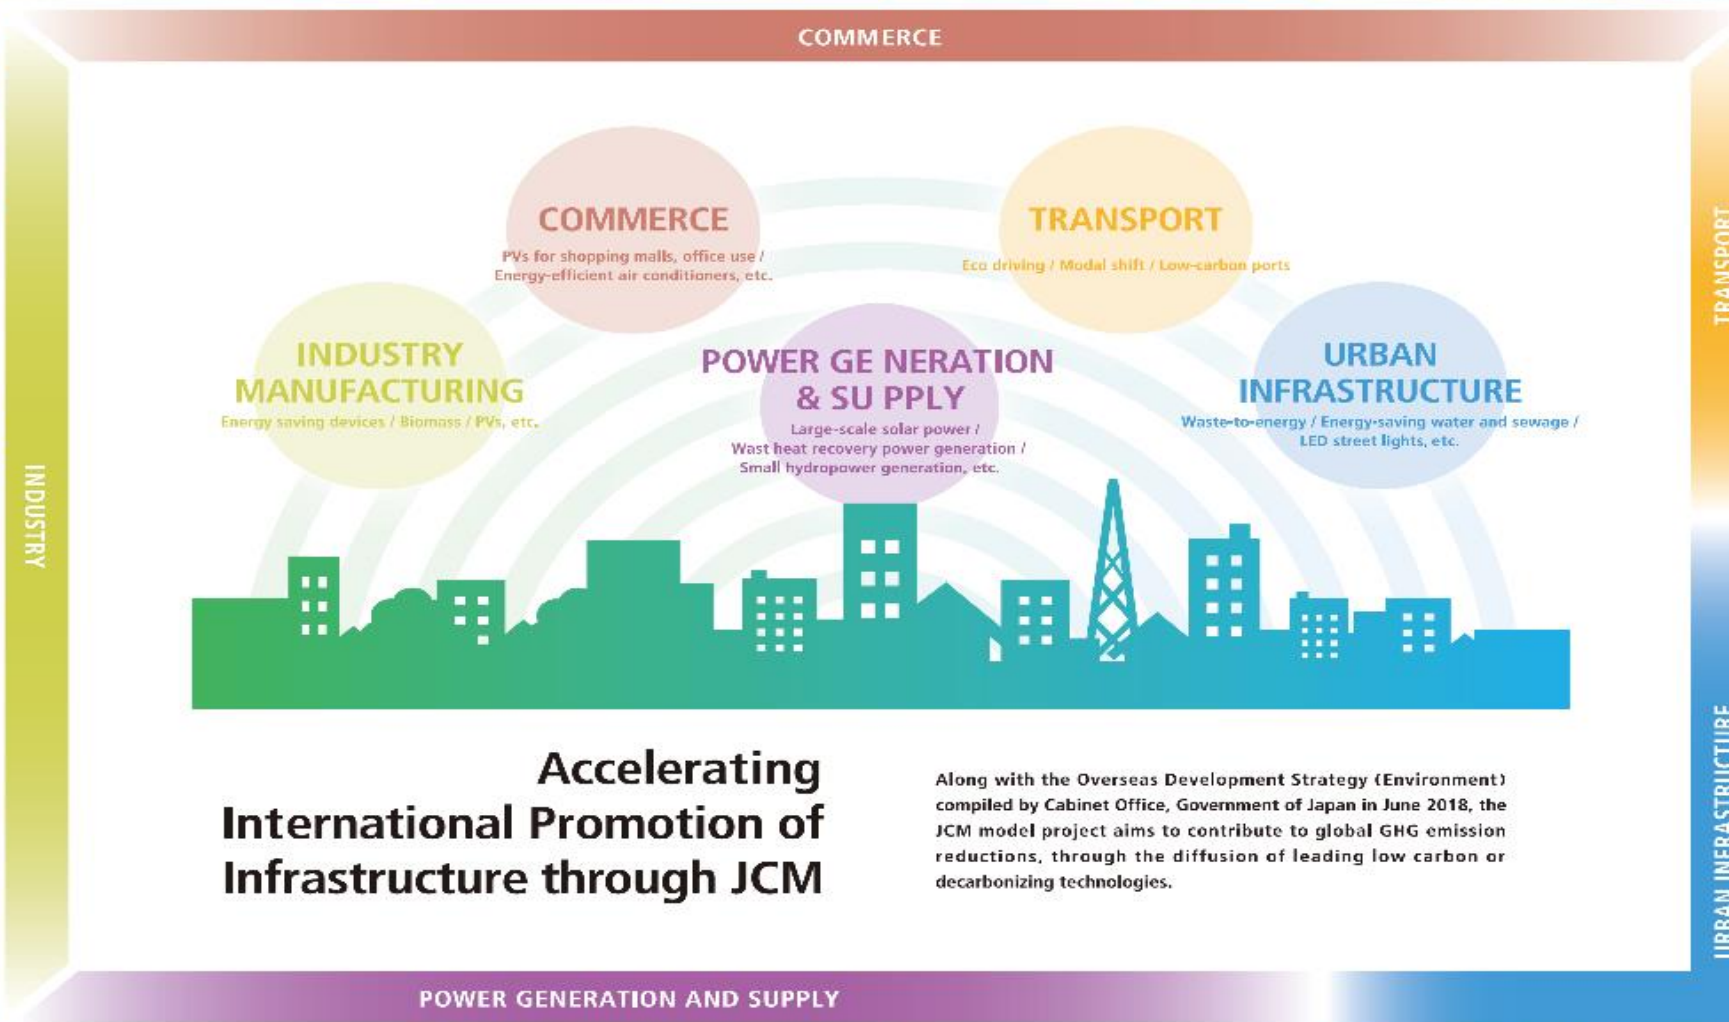 COMMERCE
COMMERCE
PVs for shopping malls, office use /
Energy-efficient air conditioners, etc.
TRANSPORT
Eco driving / Modal shift / Low-carbon ports
INDUSTRY
MANUFACTURING
Energy saving devices / Biomass / PVs, etc.
POWER GE NERATION
& SU PPLY
Large-scale solar power /
Wast heat recovery power generation /
Small hydropower generation, etc.
URBAN
INFRASTRUCTURE
Waste-to-energy / Energy-saving water and sewage /
LED street lights, etc.
INDUSTRY
TRANSPORT
URBAN INFRASTRUCTURE
Accelerating
International Promotion of
Infrastructure through JCM
Along with the Overseas Development Strategy (Environment)
compiled by Cabinet Office, Government of Japan in June 2018, the
JCM model project aims to contribute to global GHG emission
reductions, through the diffusion of leading low carbon or
decarbonizing technologies.
POWER GENERATION AND SUPPLY